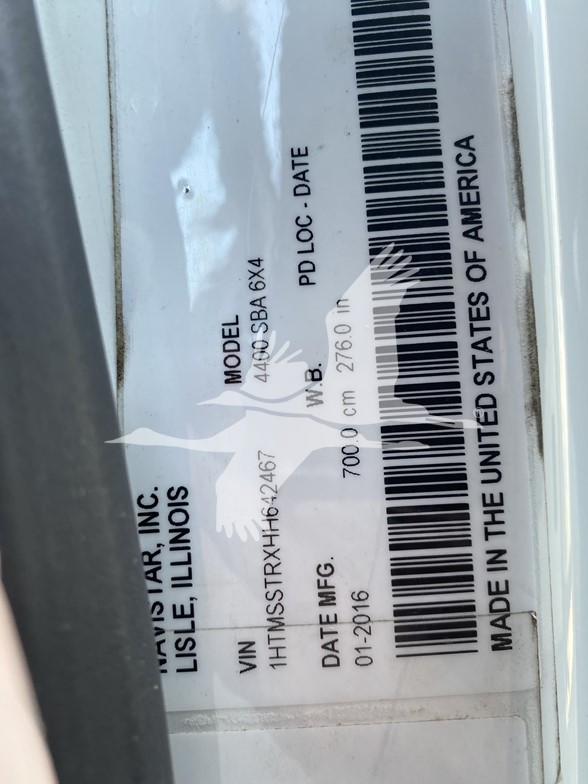 NAVISTAR, INC.
LISLE, ILLINOIS
VIN MODEL
1HTMSSTRXHH642467 4400 SBA 6X4
DATE MFG. W.B. PD LOC - DATE
01-2016 700.0 cm 276.0 in
MADE IN THE UNITED STATES OF AMERICA